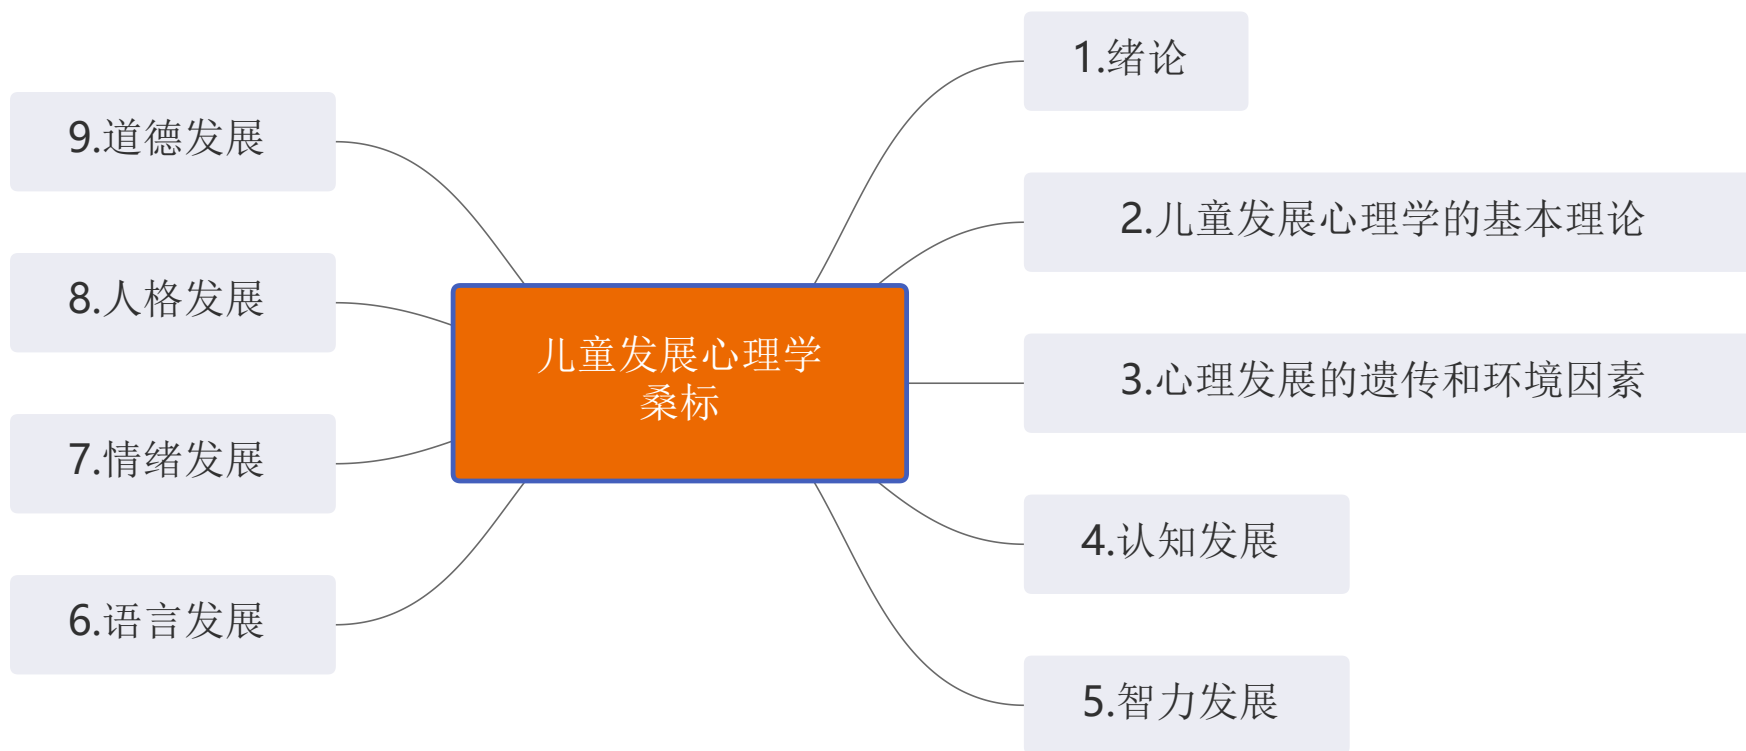 儿童发展心理学
桑标
1.绪论
2.儿童发展心理学的基本理论
3.心理发展的遗传和环境因素
4.认知发展
5.智力发展
6.语言发展
7.情绪发展
8.人格发展
9.道德发展